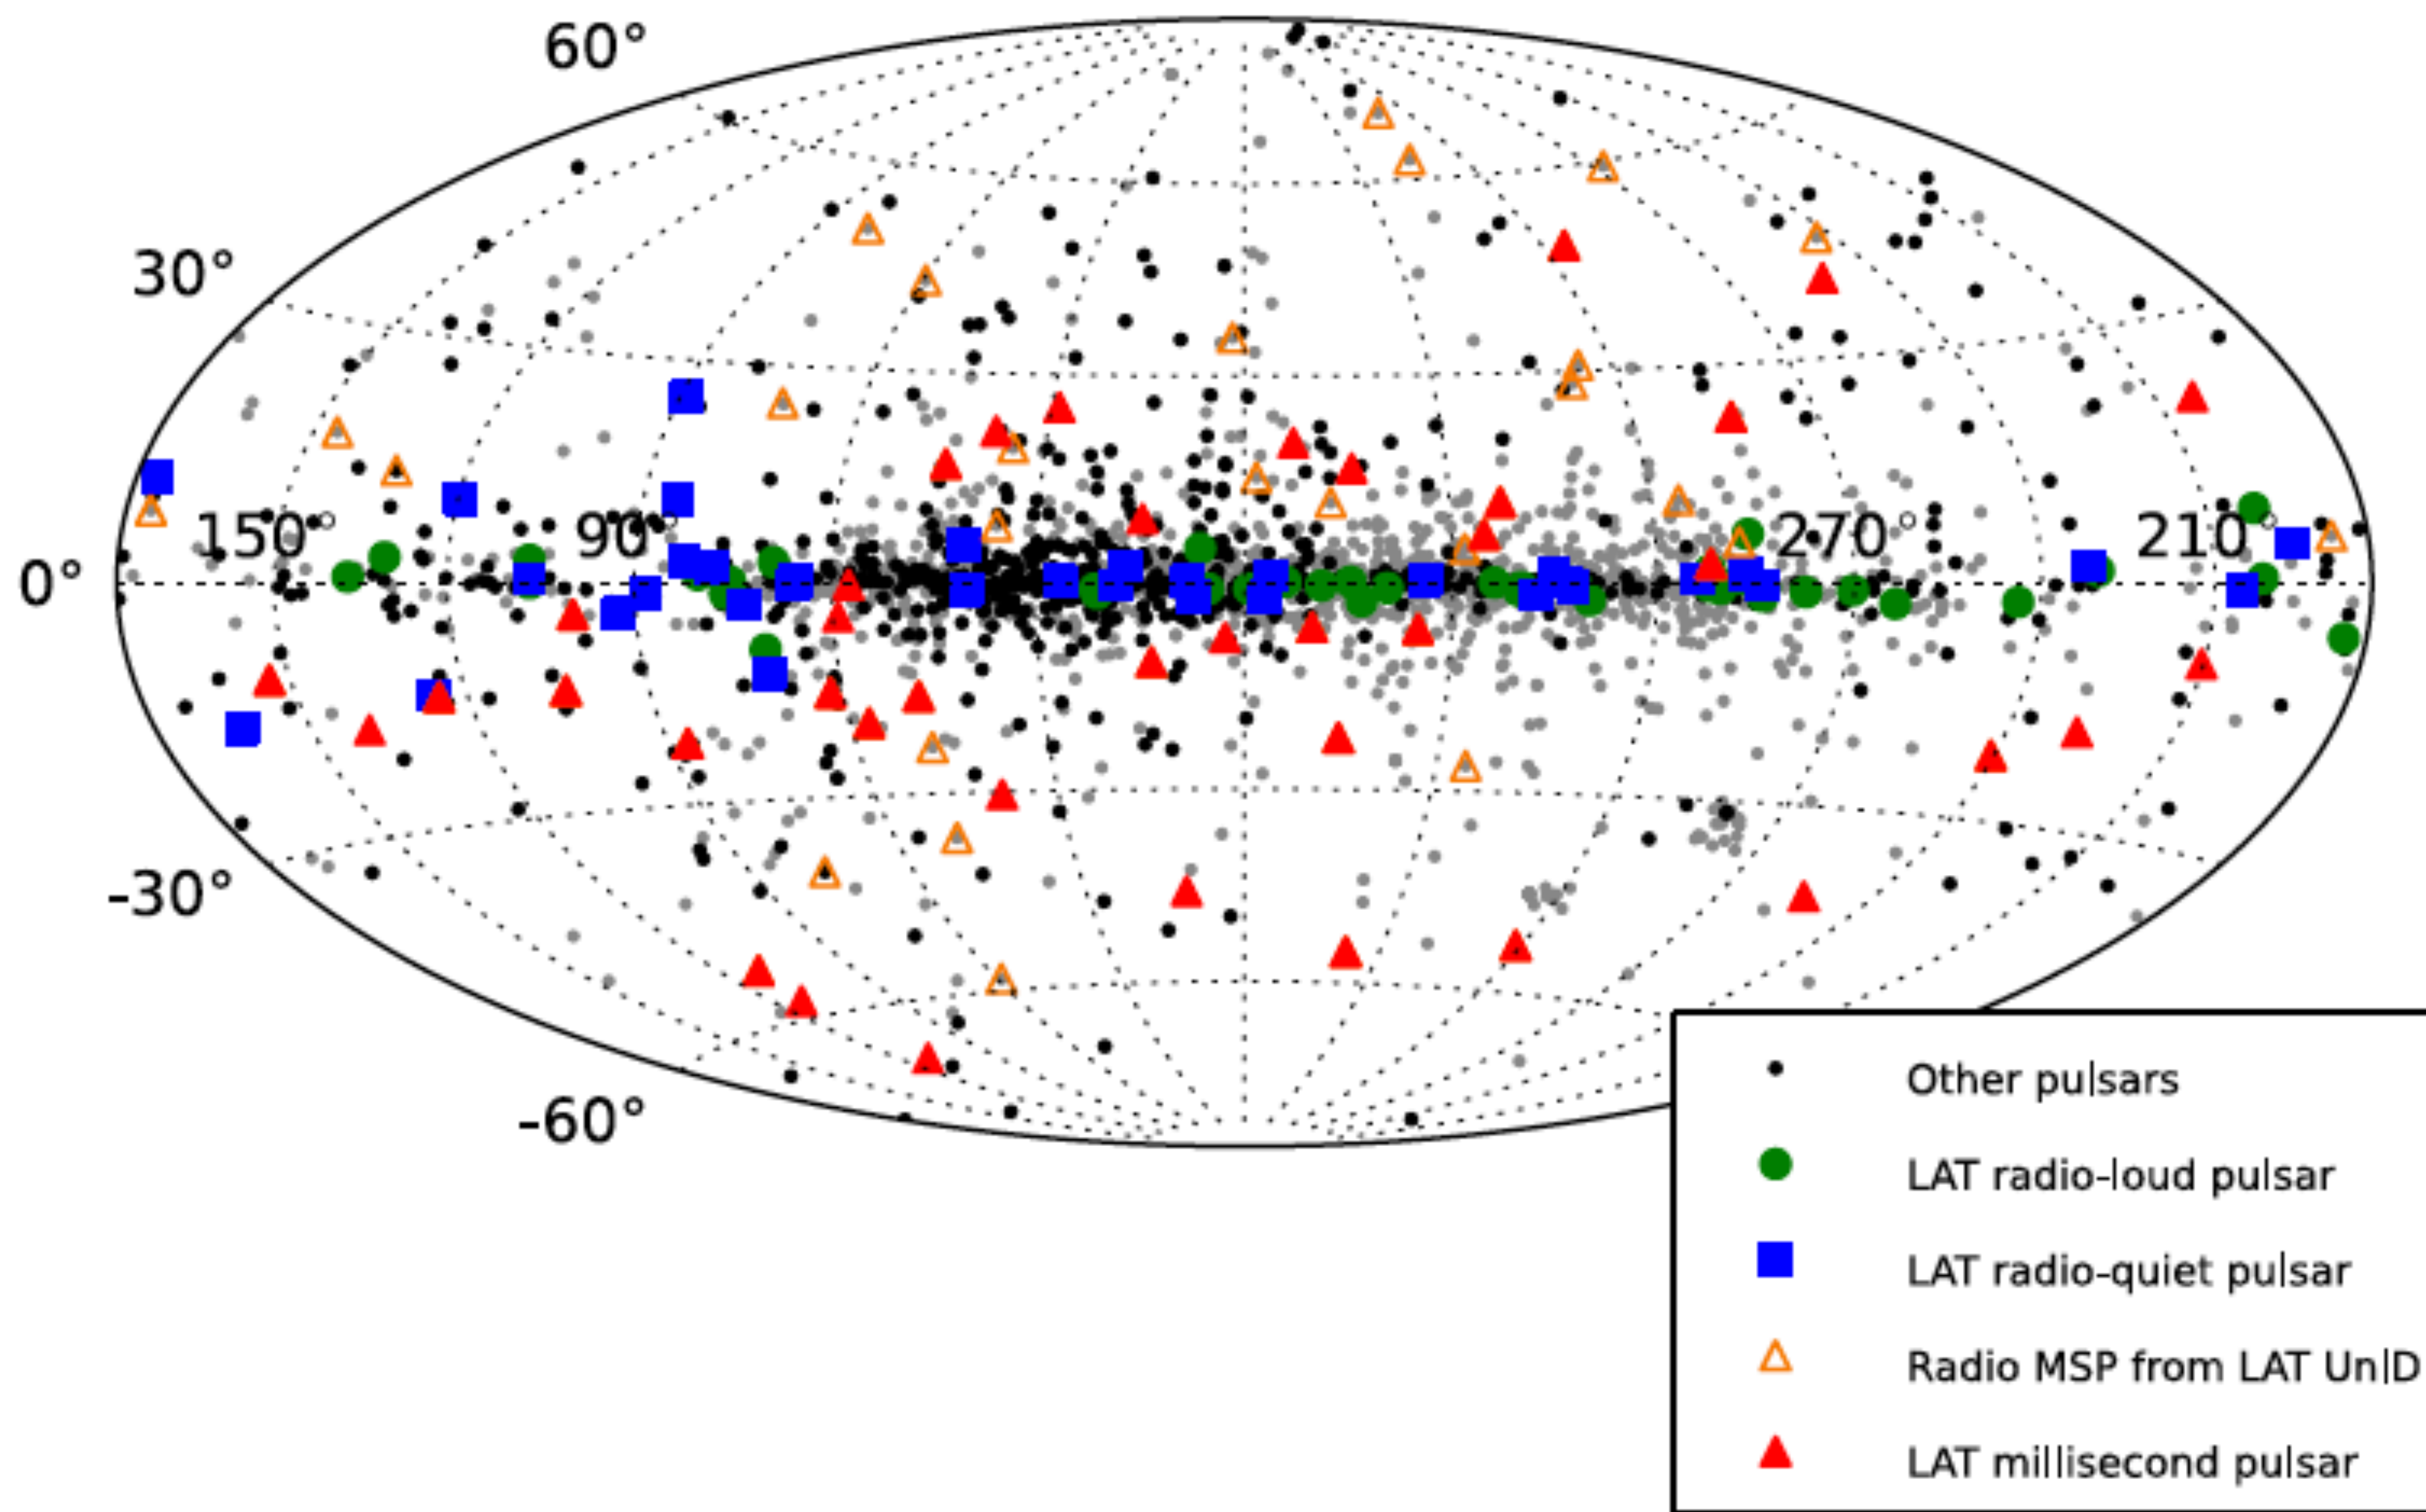 60°
30°
150° 90° 270° 210°
0°
-30°
-60°
Other pulsars
LAT radio-loud pulsar
LAT radio-quiet pulsar
Radio MSP from LAT UnID
LAT millisecond pulsar